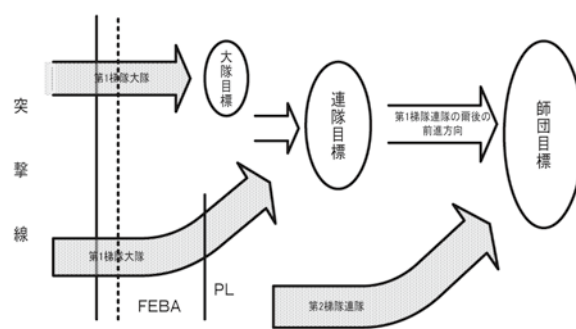 突撃線
第1梯隊大隊
大隊目標
連隊目標
第1梯隊連隊の爾後の
前進方向
師団目標
第1梯隊大隊
FEBA
PL
第2梯隊連隊